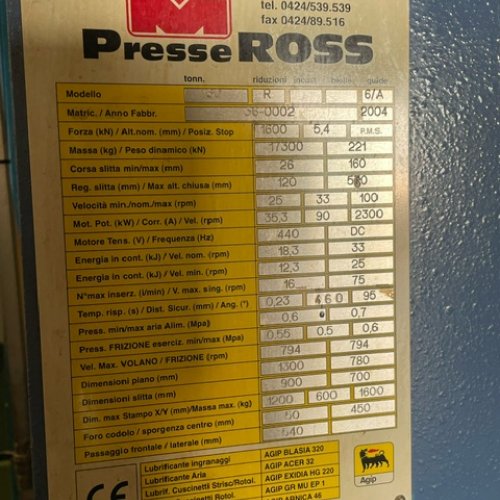 tel. 0424/539.539
fax 0424/89.516
Presse ROSS
tonn. riduzioni incast. bielle guide
Modello R 6/A
Matric. / Anno Fabbr. 36-0002 2004
Forza (kN) / Alt.nom. (mm) / Posiz. Stop 1600 5,4 P.M.S.
Massa (kg) / Peso dinamico (kN) 17300 221
Corsa slitta min/max (mm) 26 160
Reg. slitta (mm) / Max alt. chiusa (mm) 120
Velocità min./nom./max (rpm) 25 33 100
Mot. Pot. (kW) / Corr. (A) / Vel. (rpm) 35,3 90 2300
Motore Tens. (V) / Frequenza (Hz) 440 DC
Energia in cont. (kJ) / Vel. nom. (rpm) 18,3 33
Energia in cont. (kJ) / Vel. min. (rpm) 12,3 25
N°max inserz. (i/min) / V. max. sing. (rpm) 16 75
Temp. risp. (s) / Dist. Sicur. (mm) / Ang. (°) 0,23 460 95
Press. min/max aria Alim. (Mpa) 0,6 0,7
Press. FRIZIONE eserciz. min/max (Mpa) 0,55 0,5 0,6
Vel. Max. VOLANO / FRIZIONE (rpm) 794 794
Dimensioni piano (mm) 1300 780
Dimensioni slitta (mm) 900 700
Dim. max Stampo X/Y (mm)/Massa max. (kg) 1200 600 1600
Foro codolo / sporgenza centro (mm) 50 450
Passaggio frontale / laterale (mm) 540
CE
Lubrificante ingranaggi AGIP BLASIA 320
Lubrificante Aria AGIP ACER 32
Lubrif. Cuscinetti Strisc/Rotol. AGIP EXIDIA HG 220
Cuscinetti Rotol. AGIP GR MU EP 1
AGIP ARNICA 46
Agip